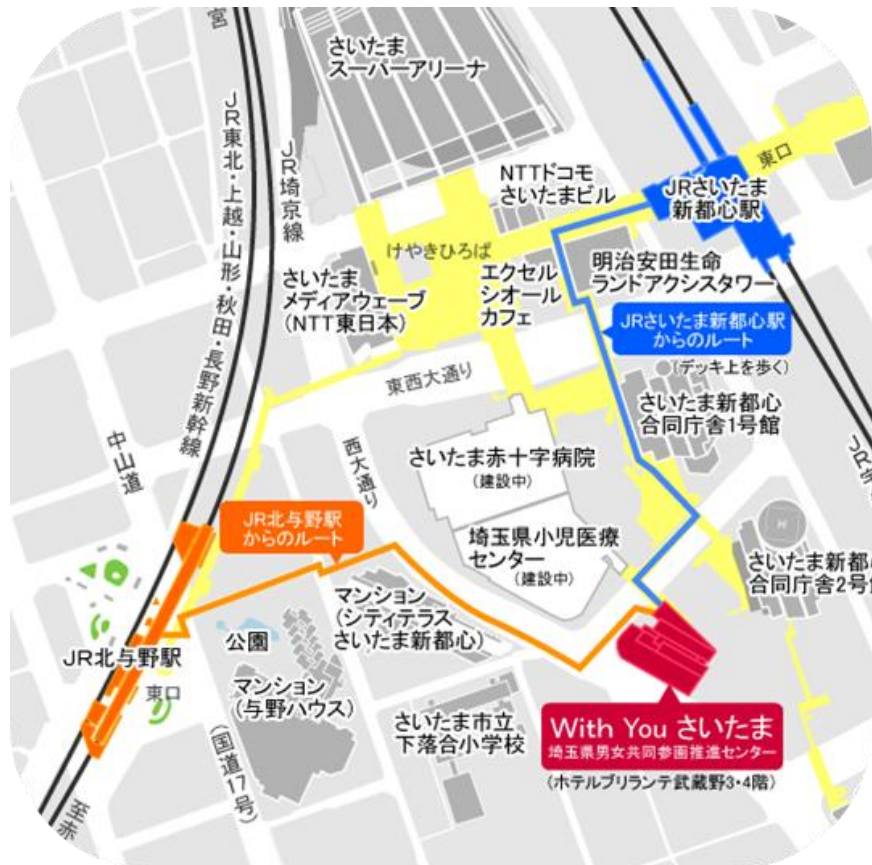 宮
さいたま
スーパーアリーナ
JR東北・上越・山形・秋田・長野新幹線
JR埼京線
NTTドコモ
さいたまビル
東口
JRさいたま
新都心駅
けやきひろば
さいたま
メディアウェーブ
(NTT東日本)
エクセル
シオール
カフェ
明治安田生命
ランドアクシスタワー
JRさいたま新都心駅
からのルート
(デッキ上を歩く)
東西大通り
さいたま新都心
合同庁舎1号館
中山道
西大通り
さいたま赤十字病院
(建設中)
JR北与野駅
からのルート
埼玉県小児医療
センター
(建設中)
H
さいたま新都心
合同庁舎2号館
マンション
(シティテラス
さいたま新都心)
公園
JR北与野駅
東口
マンション
(与野ハウス)
(国道17号)
さいたま市立
下落合小学校
With You さいたま
埼玉県男女共同参画推進センター
(ホテルブリランテ武蔵野3・4階)
至赤